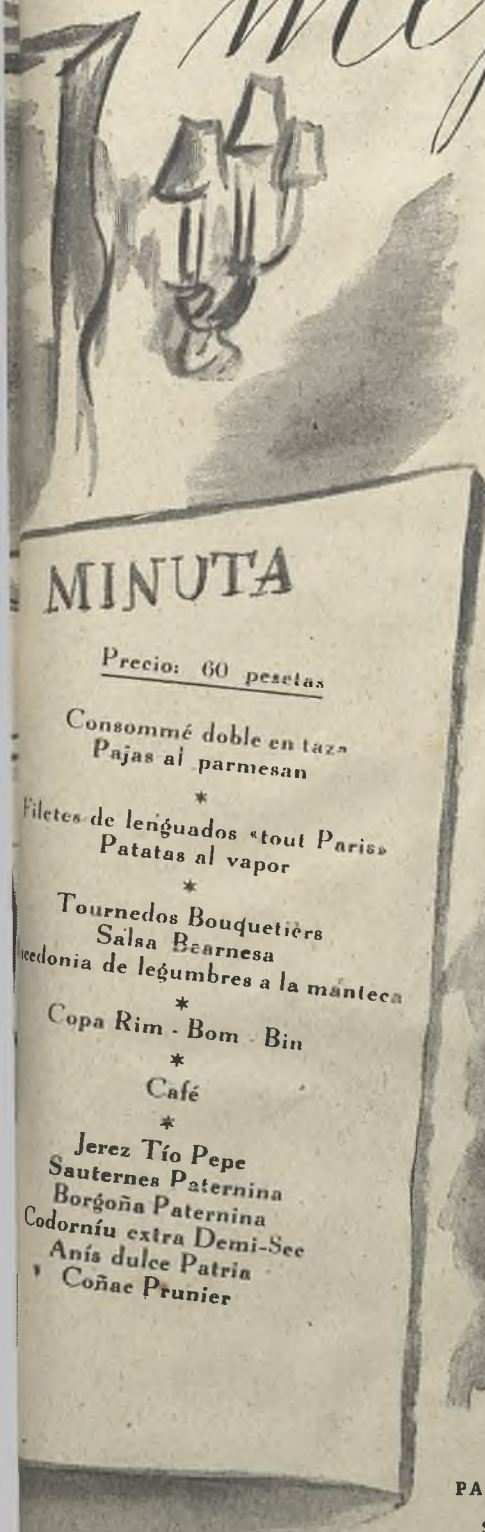 MINUTA
Precio: 60 pesetas
Consommé doble en taza
Pajas al parmesan
*
Filetes de lenguados «tout Paris»
Patatas al vapor
*
Tournedos Bouquetiers
Salsa Bearnesa
cedonia de legumbres a la manteca
*
Copa Rim - Bom - Bin
*
Café
*
Jerez Tío Pepe
Sauternes Paternina
Borgoña Paternina
Codorníu extra Demi-Sec
Anís dulce Patria
Coñac Prunier
PA